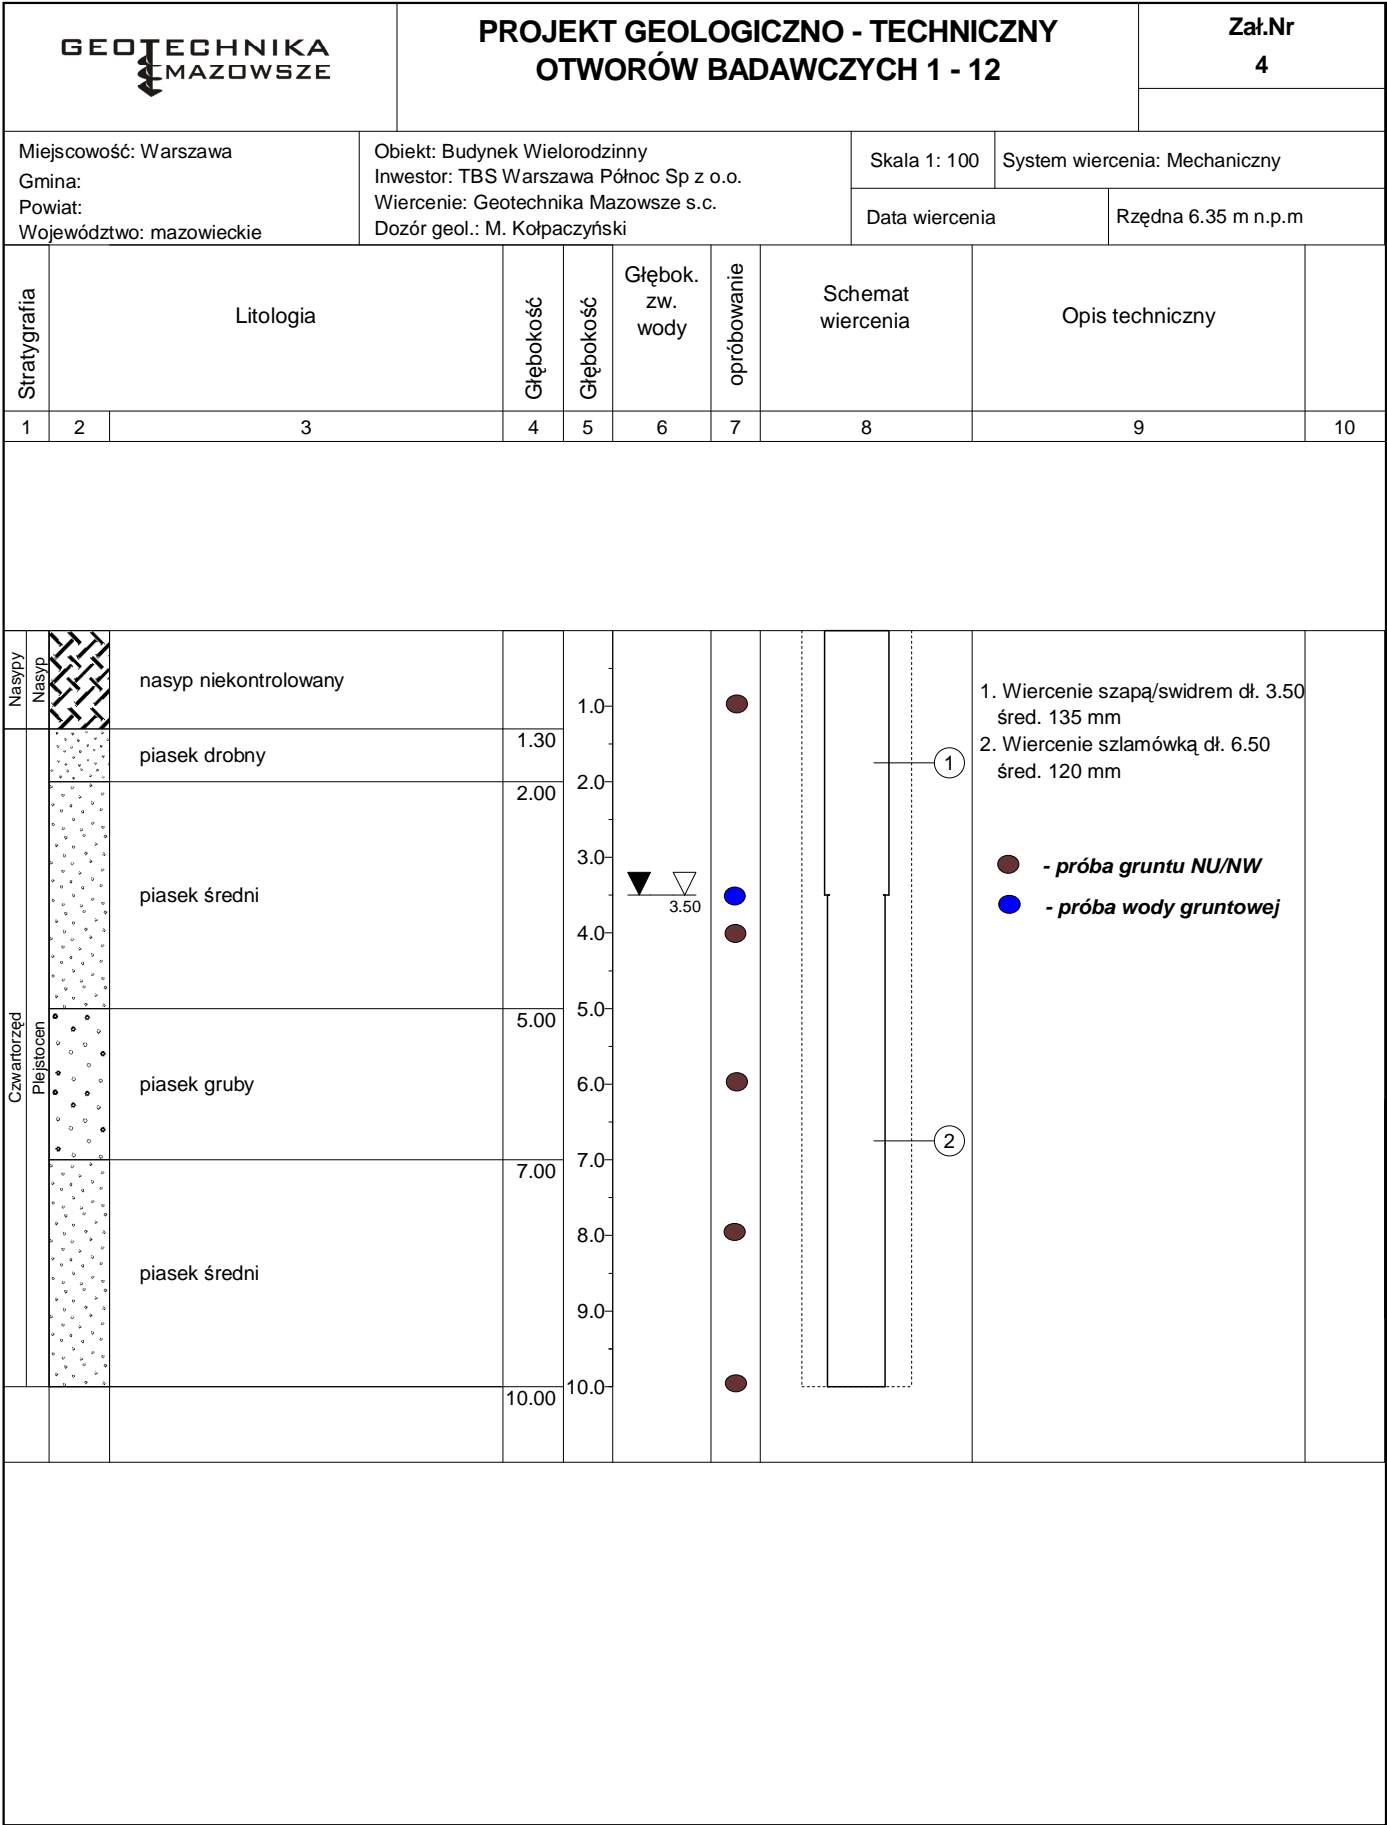 GEOTECHNIKA
MAZOWSZE
PROJEKT GEOLOGICZNO - TECHNICZNY
OTWORÓW BADAWCZYCH 1 - 12
Zał.Nr
4
Miejscowość: Warszawa
Gmina:
Powiat:
Województwo: mazowieckie
Obiekt: Budynek Wielorodzinny
Inwestor: TBS Warszawa Północ Sp z o.o.
Wiercenie: Geotechnika Mazowsze s.c.
Dozór geol.: M. Kołpaczyński
Skala 1: 100
System wiercenia: Mechaniczny
Data wiercenia
Rzędna 6.35 m n.p.m
Stratygrafia
Litologia
Głębokość
Głębokość
Głębok.
zw.
wody
opróbowanie
Schemat
wiercenia
Opis techniczny
1 2 3 4 5 6 7 8 9 10
Nasypy
Nasyp
nasyp niekontrolowany
1.30
piasek drobny
2.00
piasek średni
5.00
Czwartorzęd
Plejstocen
piasek gruby
7.00
piasek średni
10.00
1.0
2.0
3.0
4.0
5.0
6.0
7.0
8.0
9.0
10.0
3.50
1
2
1. Wiercenie szapą/swidrem dł. 3.50
śred. 135 mm
2. Wiercenie szlamówką dł. 6.50
śred. 120 mm
- próba gruntu NU/NW
- próba wody gruntowej